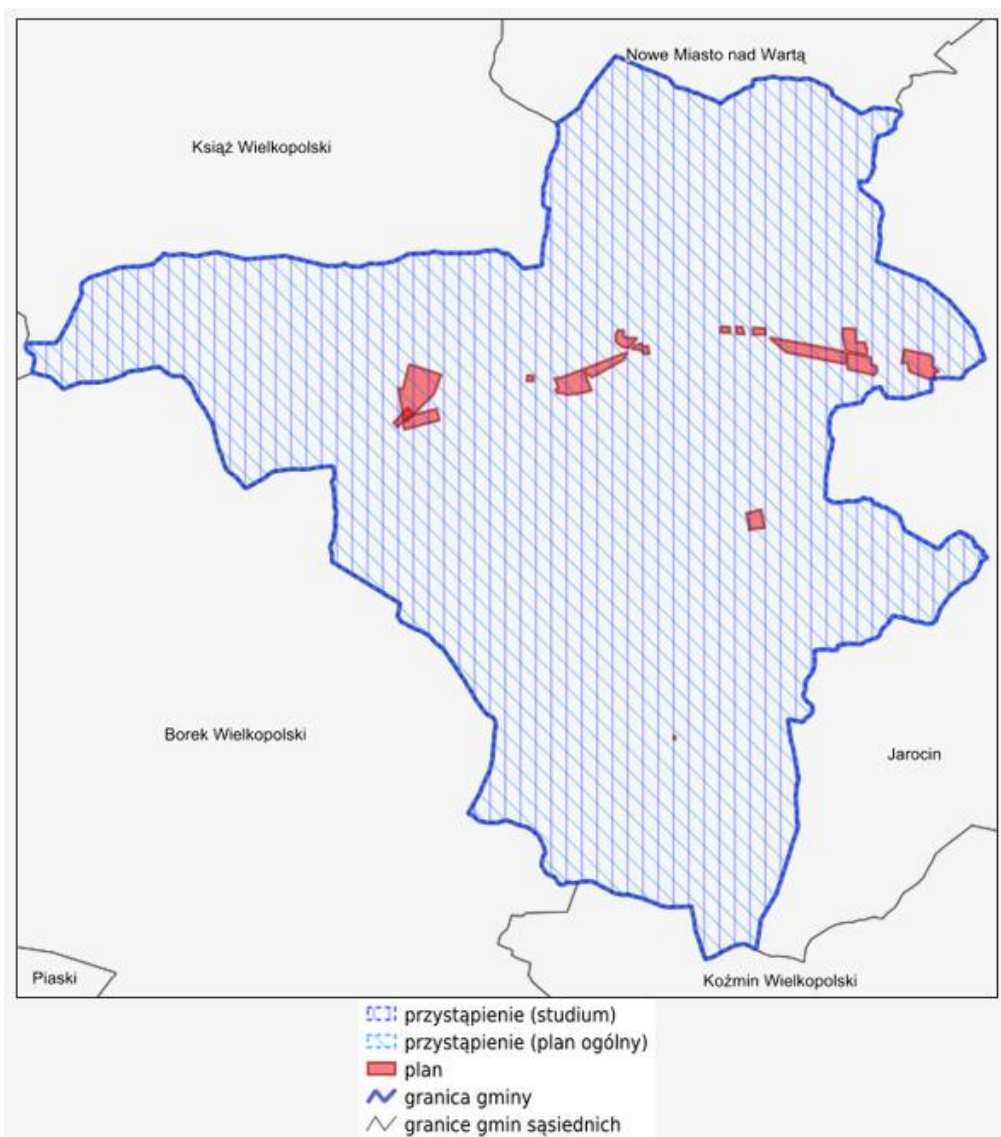 Nowe Miasto nad Wartą
Książ Wielkopolski
Borek Wielkopolski
Jarocin
Piaski
Koźmin Wielkopolski
przystąpienie (studium)
przystąpienie (plan ogólny)
plan
granica gminy
granice gmin sąsiednich